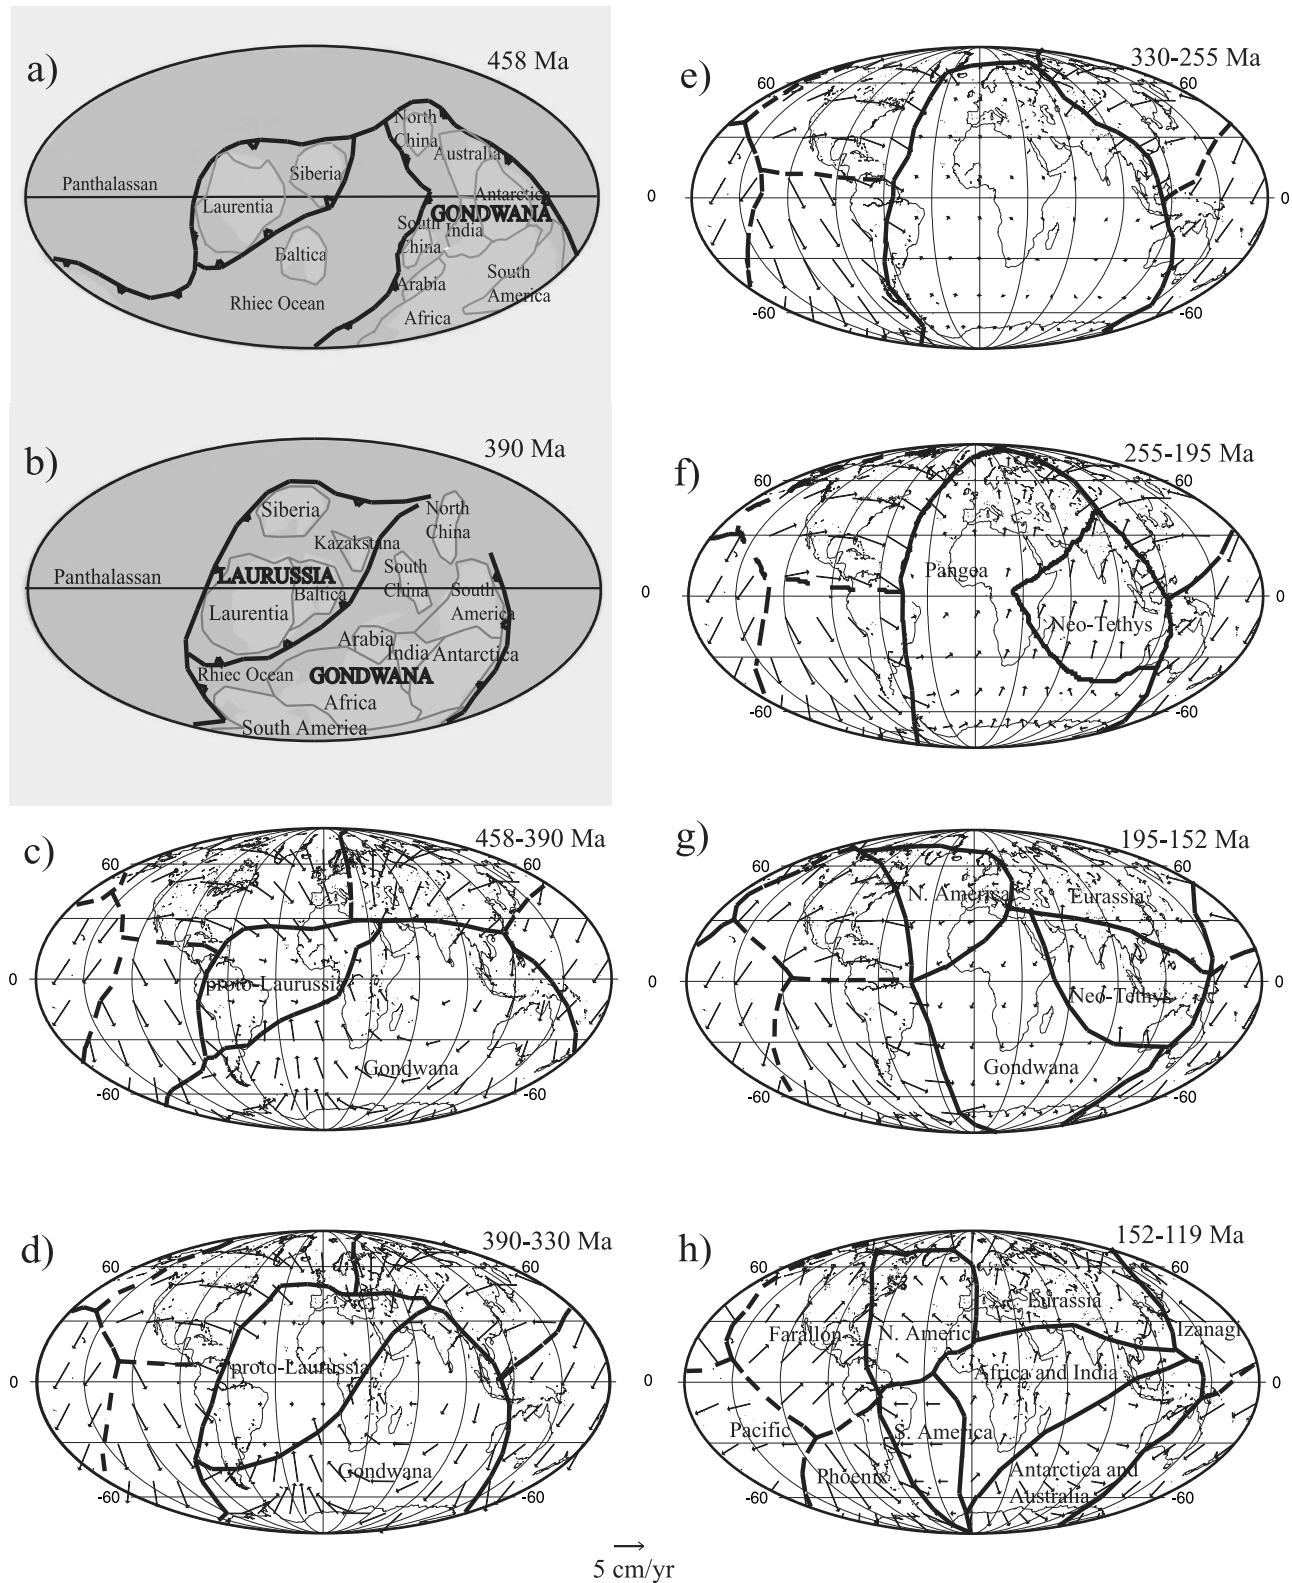 a)
458 Ma
North
China
Australia
Siberia
Panthalassan
Antarctica
Laurentia
GONDWANA
South
China
India
Baltica
Arabia
South
America
Rhiec Ocean
Africa
b)
390 Ma
Siberia
North
China
Kazakstana
Panthalassan
LAURUSSIA
South
China
South
America
Baltica
Laurentia
Arabia
India
Antarctica
Rhiec Ocean
GONDWANA
Africa
South America
c)
458-390 Ma
60
60
0
proto-Laurussia
Gondwana
-60
d)
390-330 Ma
60
60
0
0
proto-Laurussia
Gondwana
-60
-60
e)
330-255 Ma
60
60
0
0
-60
-60
f)
255-195 Ma
60
60
Pangea
0
0
Neo-Tethys
-60
-60
g)
195-152 Ma
60
60
N. America
Eurassia
0
0
Neo-Tethys
Gondwana
-60
-60
h)
152-119 Ma
60
60
Eurassia
Farallon
N. America
Izanagi
Africa and India
0
0
Pacific
S. America
Phoenix
Antarctica and
Australia
-60
-60
5 cm/yr